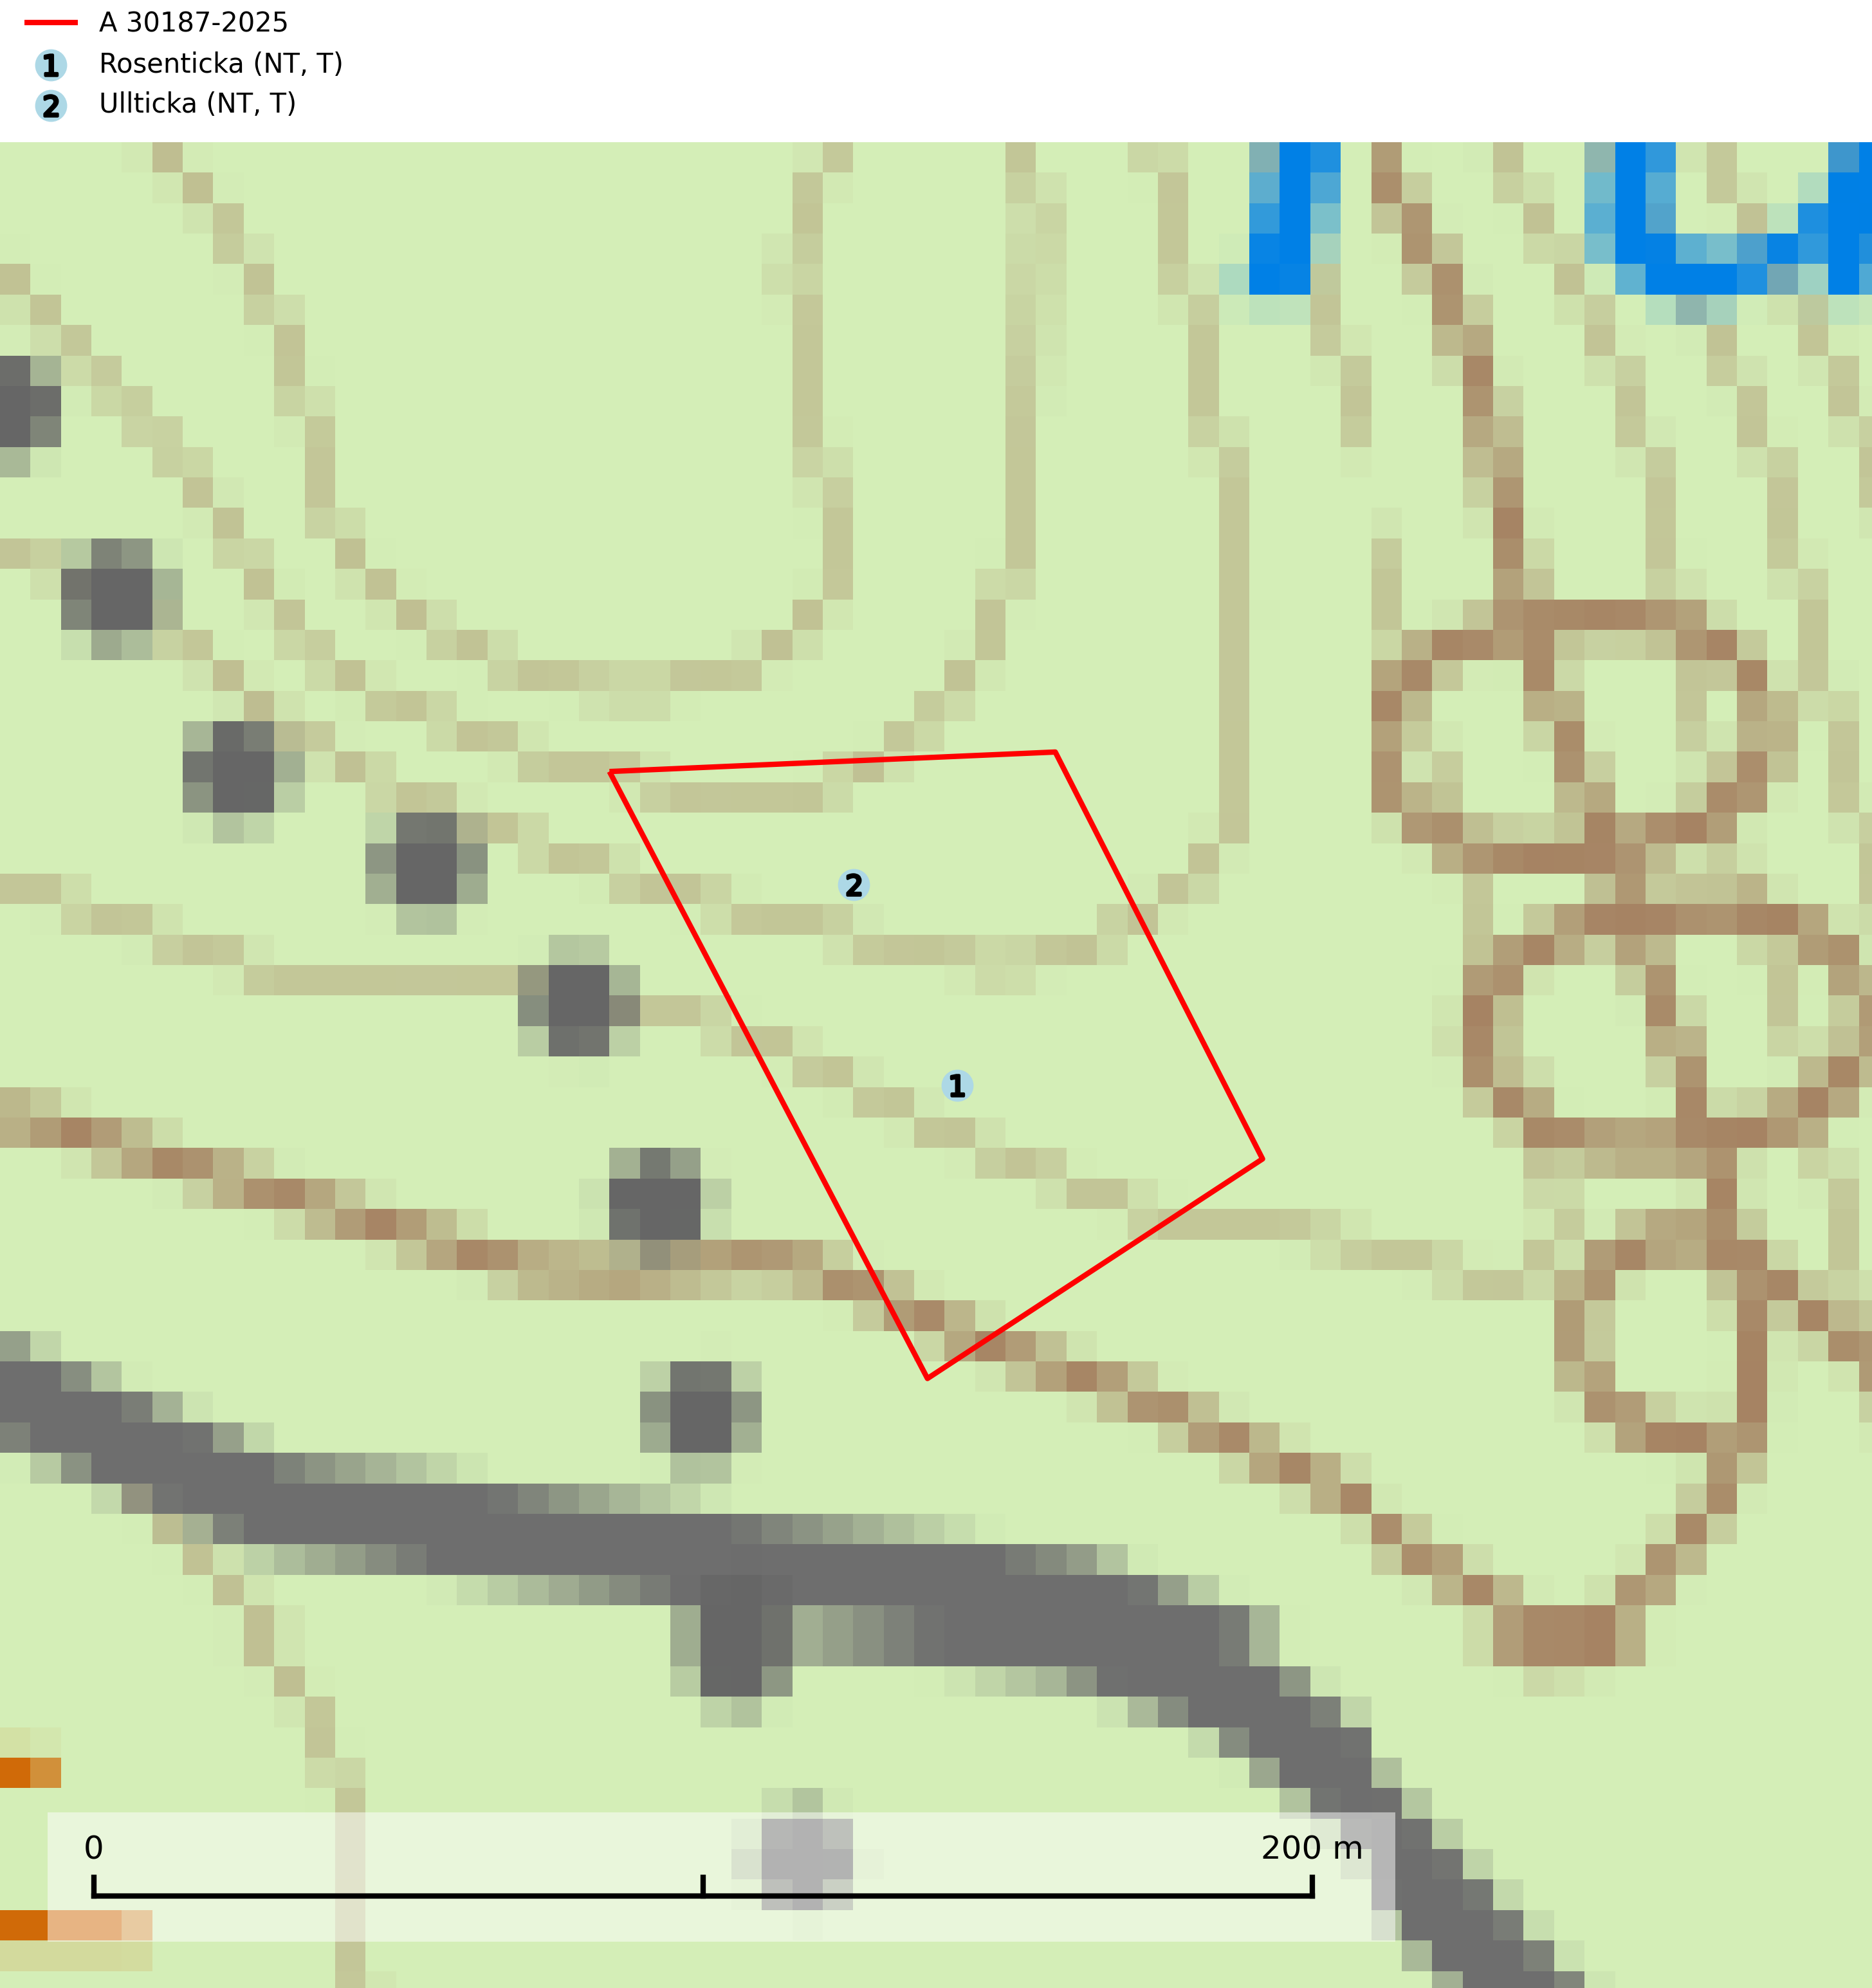 A 30187-2025
1 Rosenticka (NT, T)
2 Ullticka (NT, T)
2
1
0 200 m